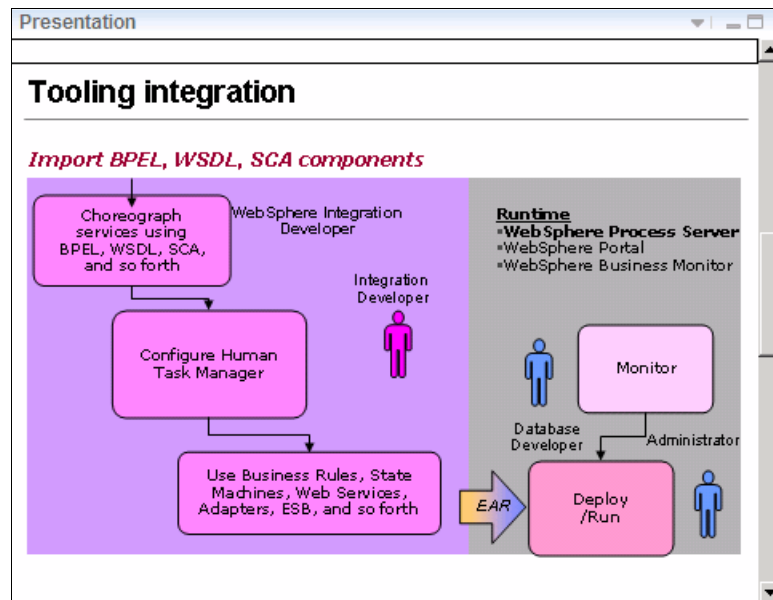 Presentation
Tooling integration
Import BPEL, WSDL, SCA components
Choreograph
services using
BPEL, WSDL, SCA,
and so forth
WebSphere Integration
Developer
Integration
Developer
Configure Human
Task Manager
Use Business Rules, State
Machines, Web Services,
Adapters, ESB, and so forth
EAR
Runtime
▪WebSphere Process Server
▪WebSphere Portal
▪WebSphere Business Monitor
Monitor
Database
Developer
Administrator
Deploy
/Run